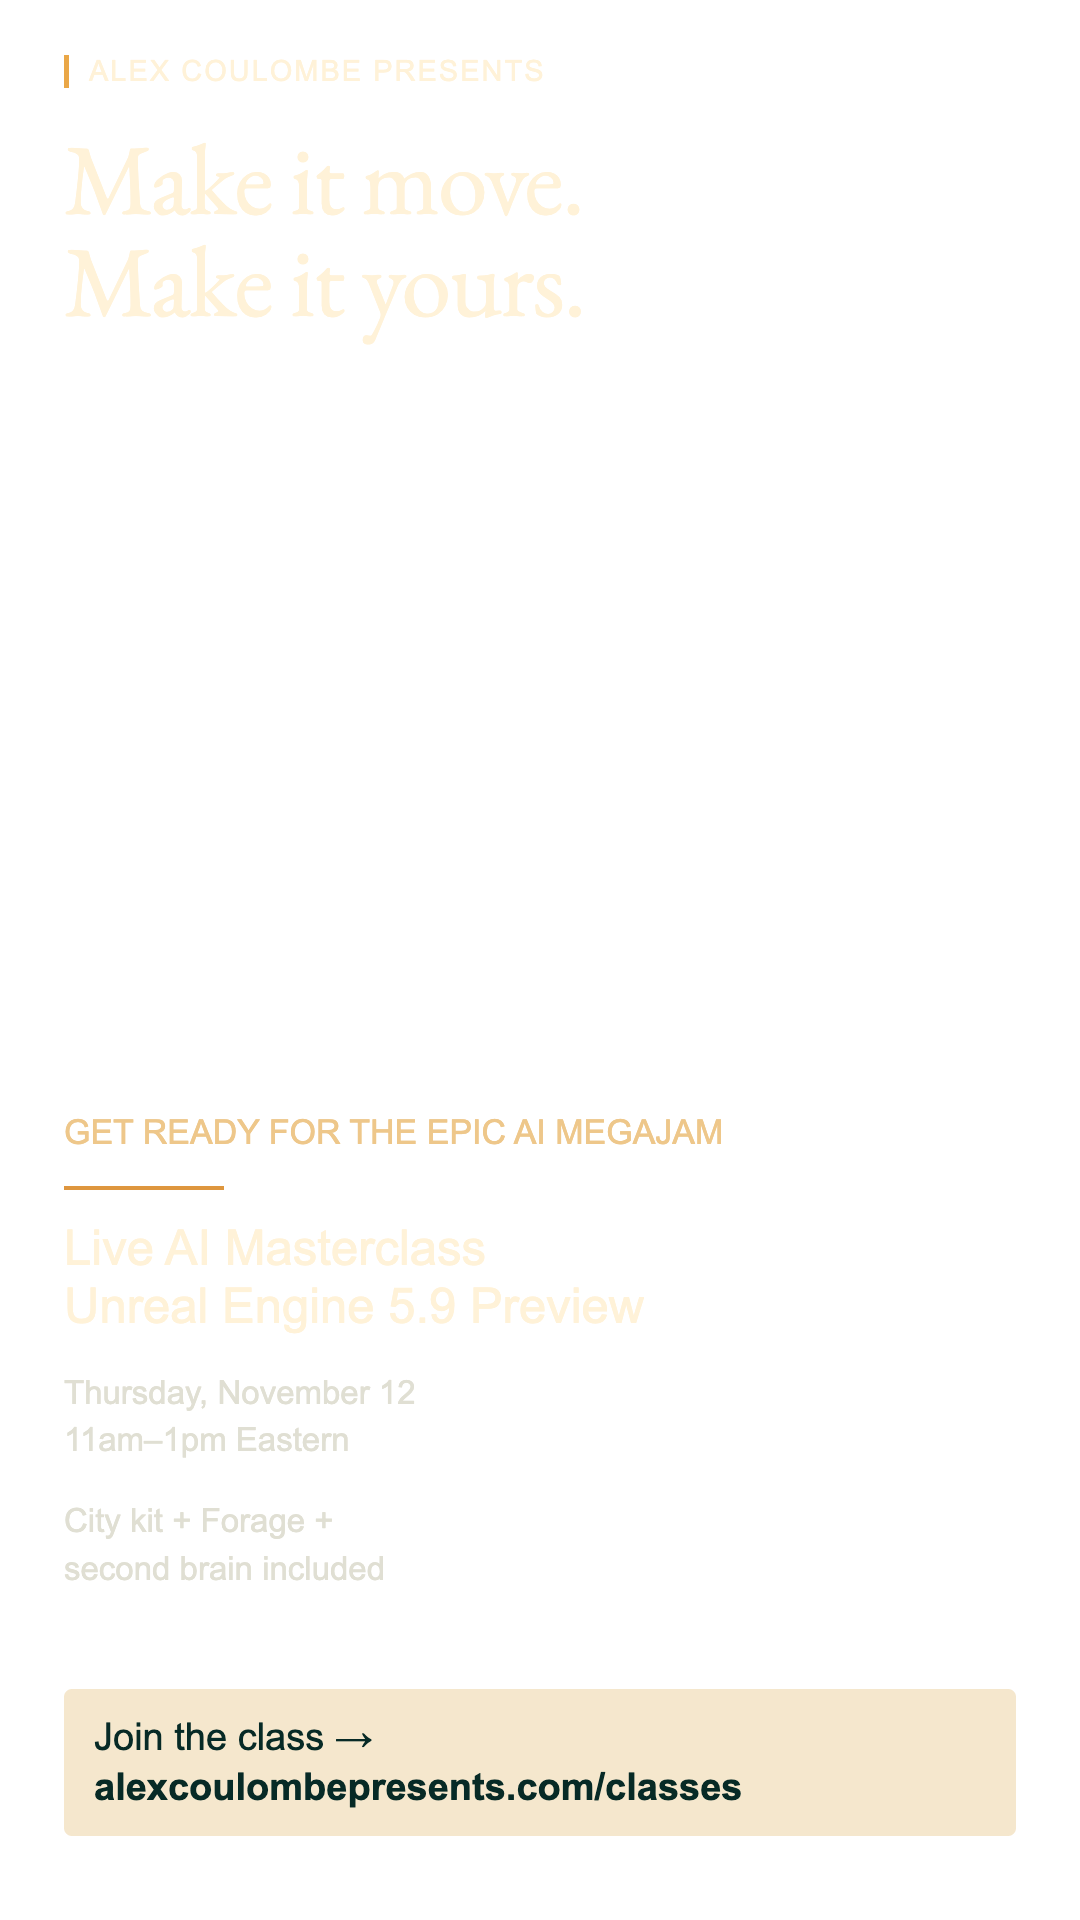 ALEX COULOMBE PRESENTS
Make it move.
Make it yours.
GET READY FOR THE EPIC AI MEGAJAM
Live AI Masterclass
Unreal Engine 5.9 Preview
Thursday, November 12
11am–1pm Eastern
City kit + Forage +
second brain included
Join the class →
alexcoulombepresents.com/classes